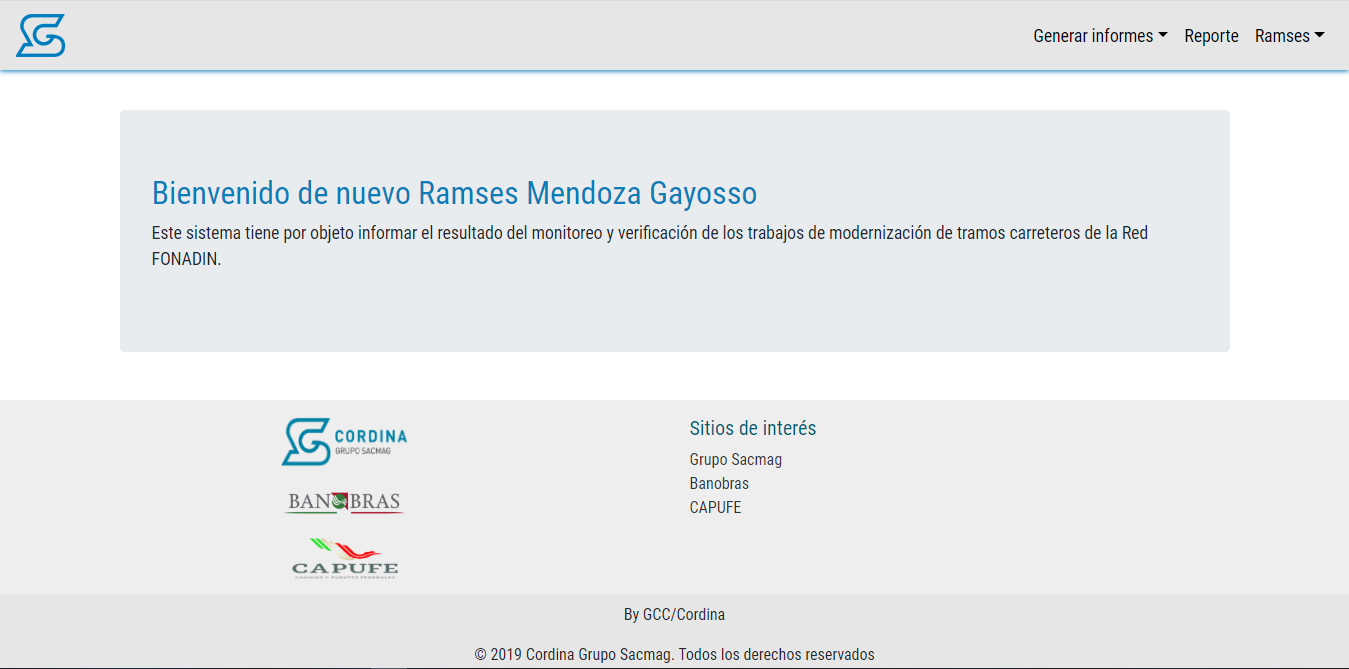 Generar informes Reporte Ramses
Bienvenido de nuevo Ramses Mendoza Gayosso
Este sistema tiene por objeto informar el resultado del monitoreo y verificación de los trabajos de modernización de tramos carreteros de la Red
FONADIN.
CORDINA
GRUPO SACMAG
BANOBRAS
CAPUFE
CAMINOS Y PUENTES FEDERALES
Sitios de interés
Grupo Sacmag
Banobras
CAPUFE
By GCC/Cordina
© 2019 Cordina Grupo Sacmag. Todos los derechos reservados